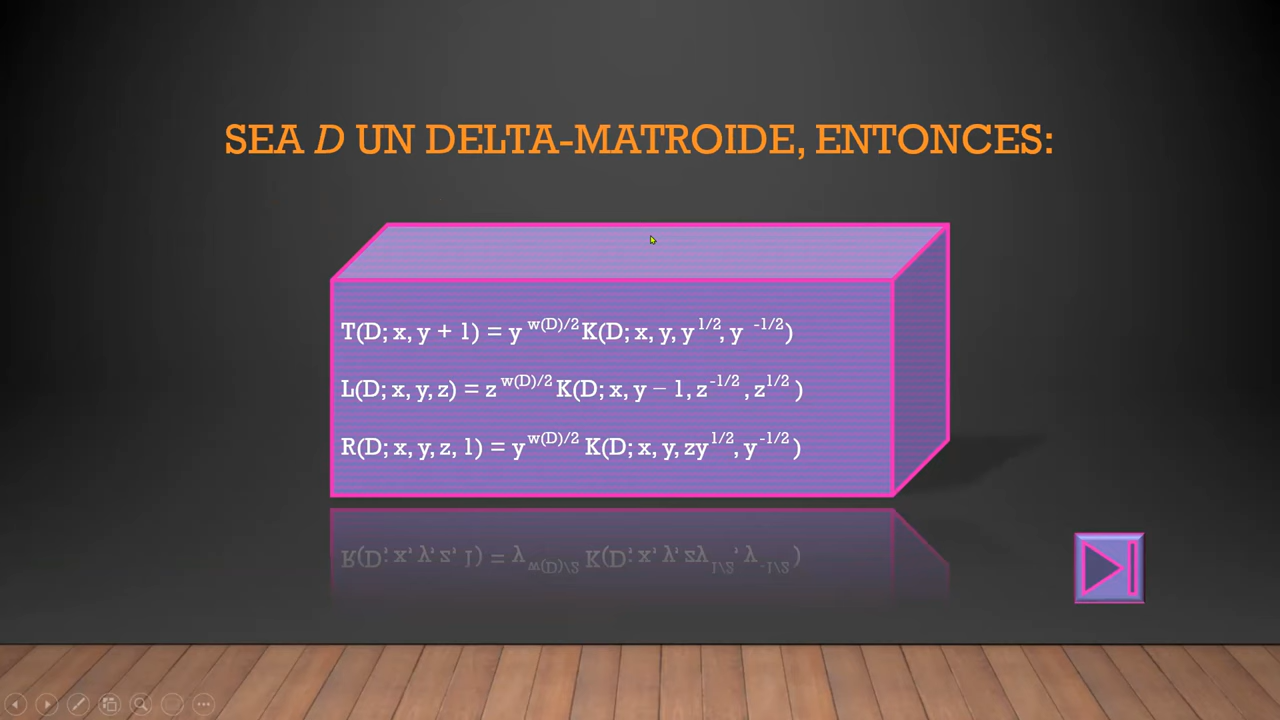 SEA D UN DELTA-MATROIDE, ENTONCES:
T(D; x, y + 1) = y^{w(D)/2} K(D; x, y, y^{1/2}, y^{-1/2})
L(D; x, y, z) = z^{w(D)/2} K(D; x, y − 1, z^{-1/2}, z^{1/2})
R(D; x, y, z, 1) = y^{w(D)/2} K(D; x, y, zy^{1/2}, y^{-1/2})